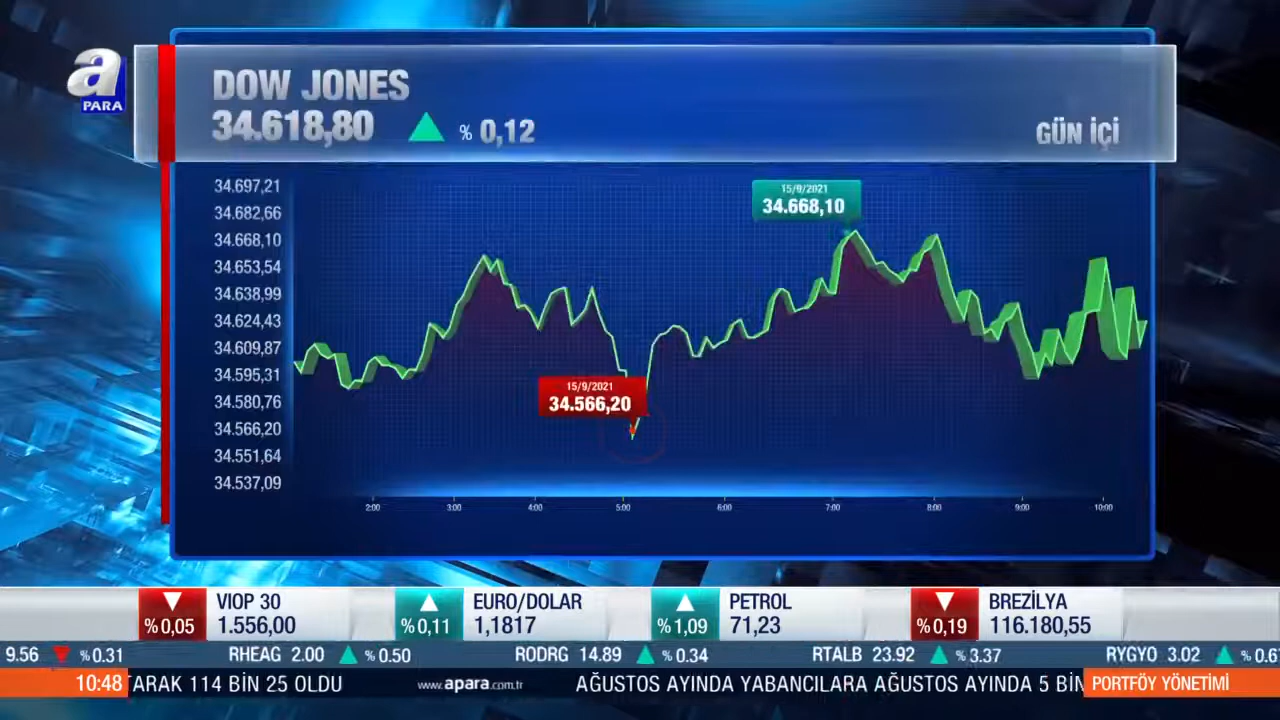 a
PARA
DOW JONES
34.618,80 % 0,12
GÜN İÇİ
34.697,21
34.682,66
34.668,10
34.653,54
34.638,99
34.624,43
34.609,87
34.595,31
34.580,76
34.566,20
34.551,64
34.537,09
15/9/2021
34.668,10
15/9/2021
34.566,20
2:00 3:00 4:00 5:00 6:00 7:00 8:00 9:00 10:00
% 0,05 VIOP 30 1.556,00
% 0,11 EURO/DOLAR 1,1817
% 1,09 PETROL 71,23
% 0,19 BREZİLYA 116.180,55
9.56 % 0.31 RHEAG 2.00 % 0.50 RODRG 14.89 % 0.34 RTALB 23.92 % 3.37 RYGYO 3.02 % 0.6
10:48 TARAK 114 BİN 25 OLDU www.apara.com.tr AĞUSTOS AYINDA YABANCILARA AĞUSTOS AYINDA 5 BİN PORTFÖY YÖNETİMİ